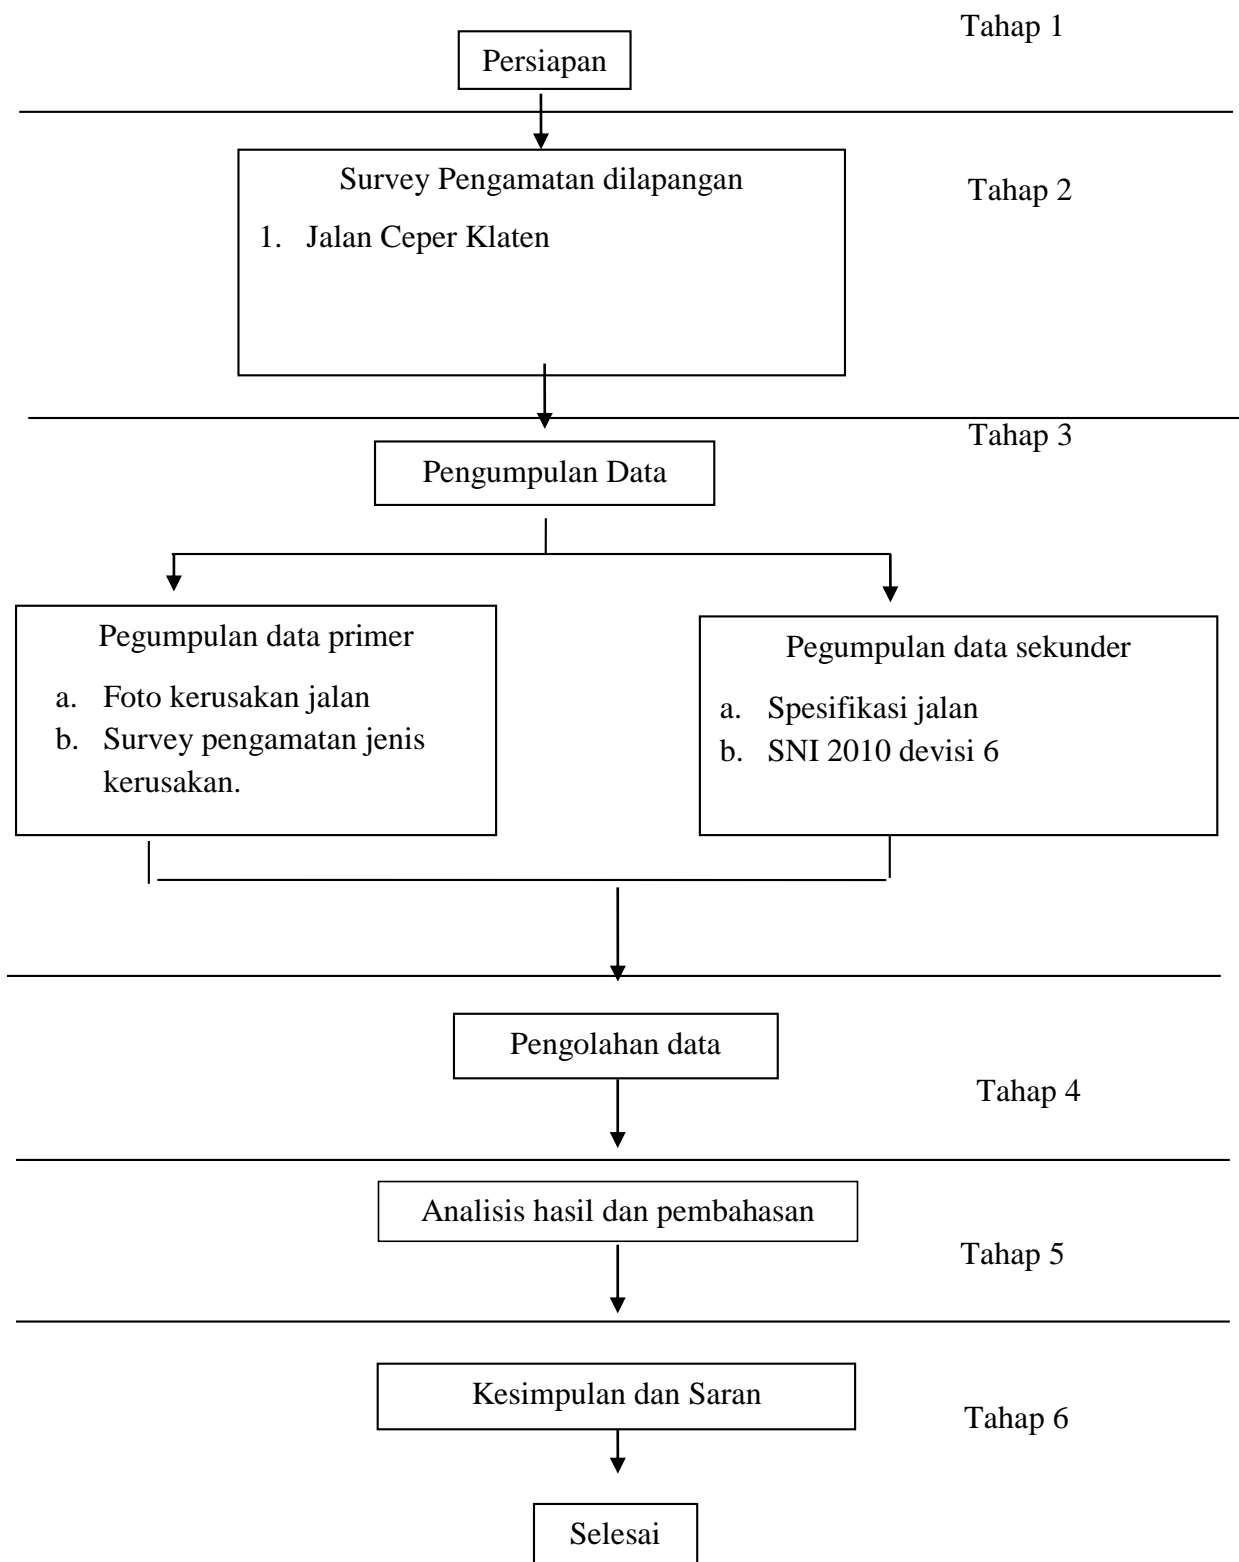 Tahap 1
Persiapan
Survey Pengamatan dilapangan
Tahap 2
1. Jalan Ceper Klaten
Tahap 3
Pengumpulan Data
Pegumpulan data primer
a. Foto kerusakan jalan
b. Survey pengamatan jenis
kerusakan.
Pegumpulan data sekunder
a. Spesifikasi jalan
b. SNI 2010 devisi 6
Pengolahan data
Tahap 4
Analisis hasil dan pembahasan
Tahap 5
Kesimpulan dan Saran
Tahap 6
Selesai